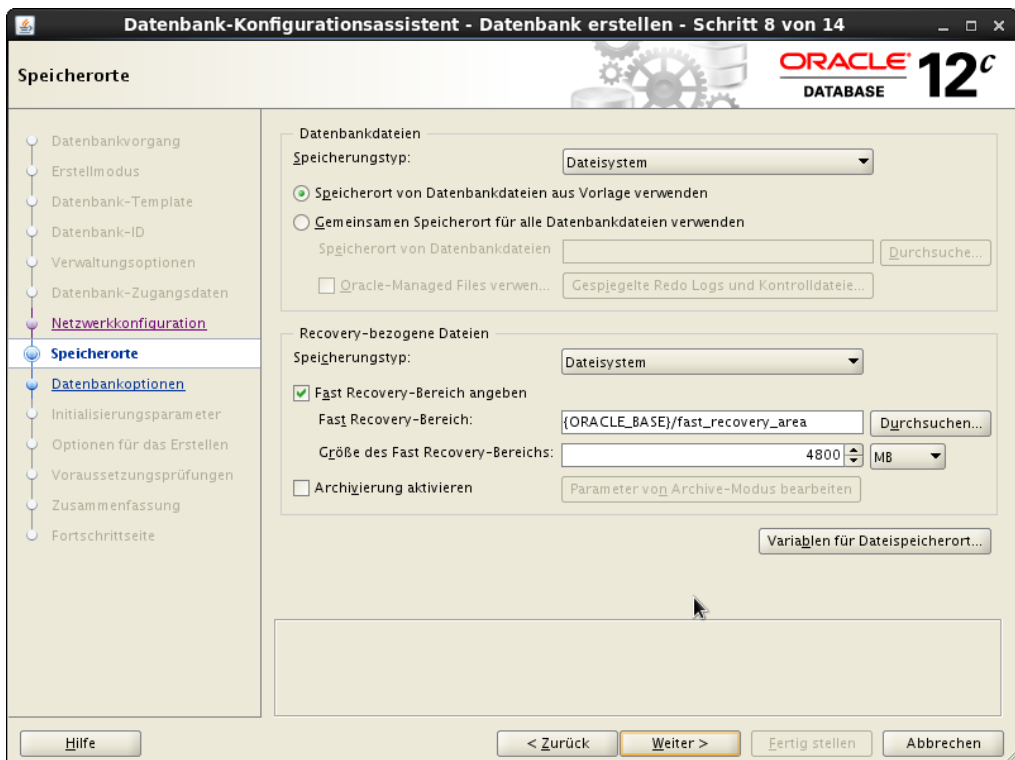 Datenbank-Konfigurationsassistent - Datenbank erstellen - Schritt 8 von 14
Speicherorte
ORACLE
DATABASE
12c
Datenbankvorgang
Erstellmodus
Datenbank-Template
Datenbank-ID
Verwaltungsoptionen
Datenbank-Zugangsdaten
Netzwerkkonfiguration
Speicherorte
Datenbankoptionen
Initialisierungsparameter
Optionen für das Erstellen
Voraussetzungsprüfungen
Zusammenfassung
Fortschrittseite
Datenbankdateien
Speicherungstyp: Dateisystem
Speicherort von Datenbankdateien aus Vorlage verwenden
Gemeinsamen Speicherort für alle Datenbankdateien verwenden
Speicherort von Datenbankdateien Durchsuche...
Oracle-Managed Files verwen... Gespiegelte Redo Logs und Kontrolldateie...
Recovery-bezogene Dateien
Speicherungstyp: Dateisystem
Fast Recovery-Bereich angeben
Fast Recovery-Bereich: {ORACLE_BASE}/fast_recovery_area Durchsuchen...
Größe des Fast Recovery-Bereichs: 4800 MB
Archivierung aktivieren Parameter von Archive-Modus bearbeiten
Variablen für Dateispeicherort...
Hilfe < Zurück Weiter > Fertig stellen Abbrechen